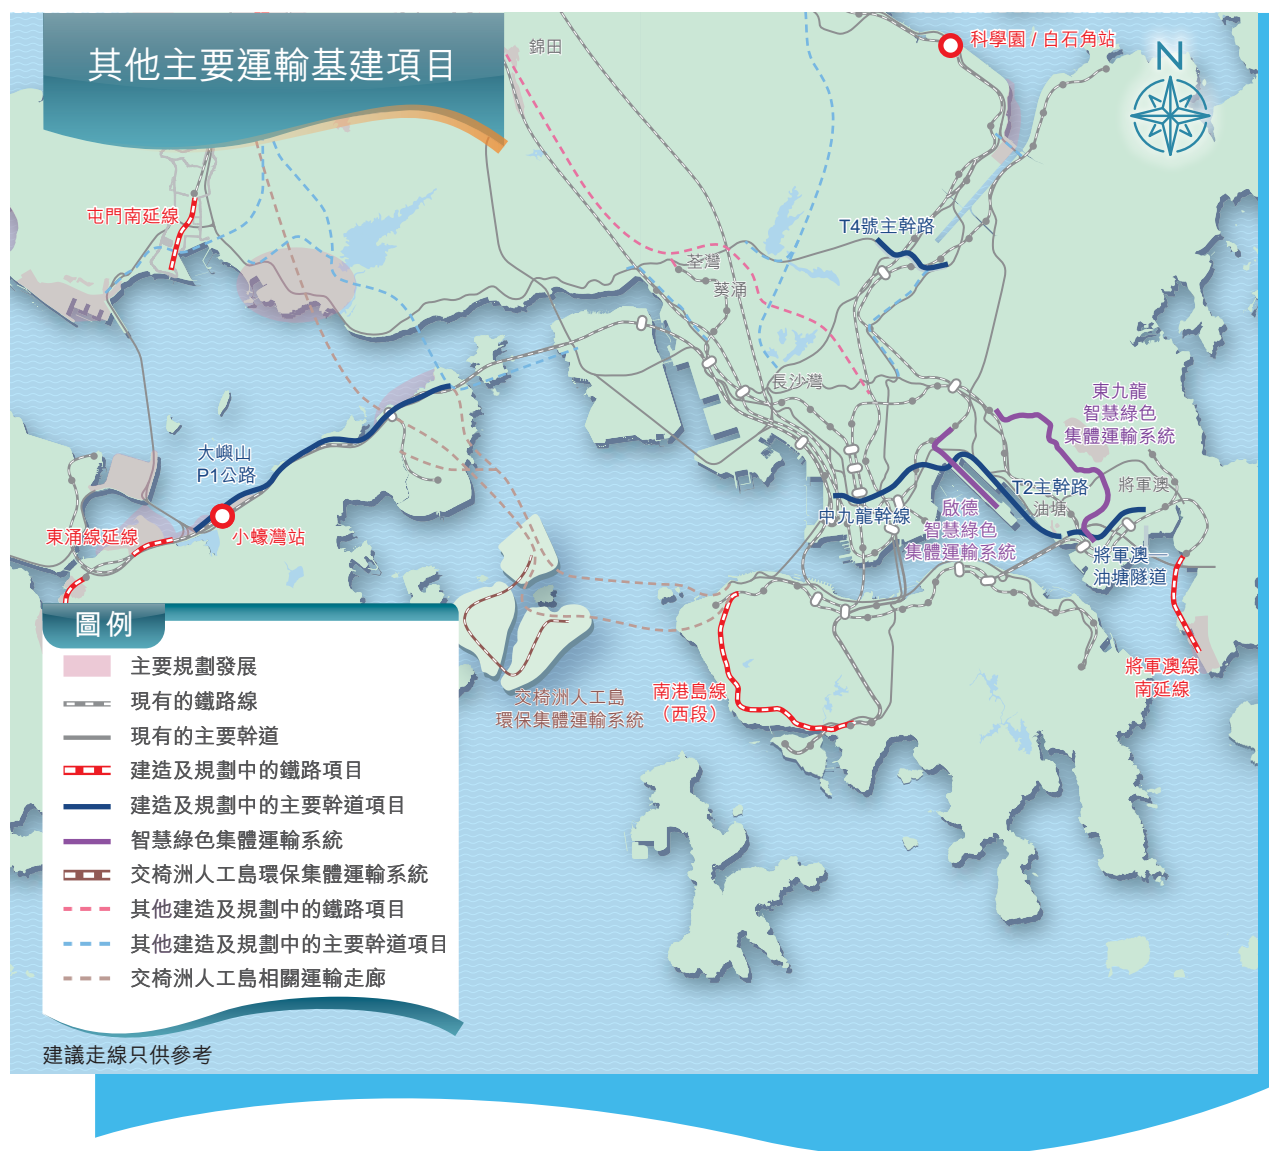 其他主要運輸基建項目
錦田
科學園 / 白石角站
N
屯門南延線
T4號主幹路
荃灣
葵涌
長沙灣
東九龍
智慧綠色
集體運輸系統
大嶼山
P1公路
T2主幹路
將軍澳
油塘
中九龍幹線
啟德
智慧綠色
集體運輸系統
東涌線延線
小蠔灣站
將軍澳—
油塘隧道
將軍澳線
南延線
交椅洲人工島
環保集體運輸系統
南港島線
（西段）
圖例
主要規劃發展
現有的鐵路線
現有的主要幹道
建造及規劃中的鐵路項目
建造及規劃中的主要幹道項目
智慧綠色集體運輸系統
交椅洲人工島環保集體運輸系統
其他建造及規劃中的鐵路項目
其他建造及規劃中的主要幹道項目
交椅洲人工島相關運輸走廊
建議走線只供參考